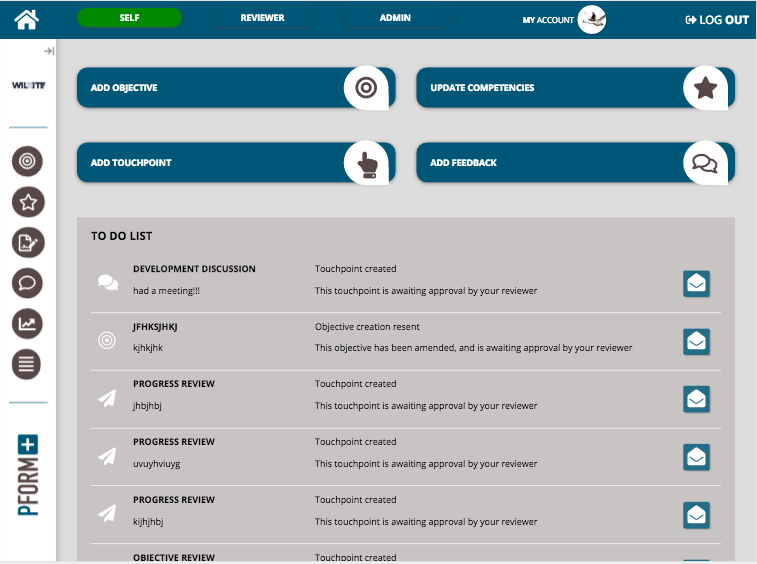 SELF
REVIEWER
ADMIN
MY ACCOUNT
LOG OUT
WILXITE
ADD OBJECTIVE
UPDATE COMPETENCIES
ADD TOUCHPOINT
ADD FEEDBACK
TO DO LIST
DEVELOPMENT DISCUSSION
Touchpoint created
had a meeting!!!
This touchpoint is awaiting approval by your reviewer
JFHKSJHKJ
Objective creation resent
kjhkjhk
This objective has been amended, and is awaiting approval by your reviewer
PROGRESS REVIEW
Touchpoint created
jhbjhbj
This touchpoint is awaiting approval by your reviewer
PROGRESS REVIEW
Touchpoint created
uvuyhviuyg
This touchpoint is awaiting approval by your reviewer
PROGRESS REVIEW
Touchpoint created
kijhjhbj
This touchpoint is awaiting approval by your reviewer
OBJECTIVE REVIEW
Touchpoint created
PFORM+